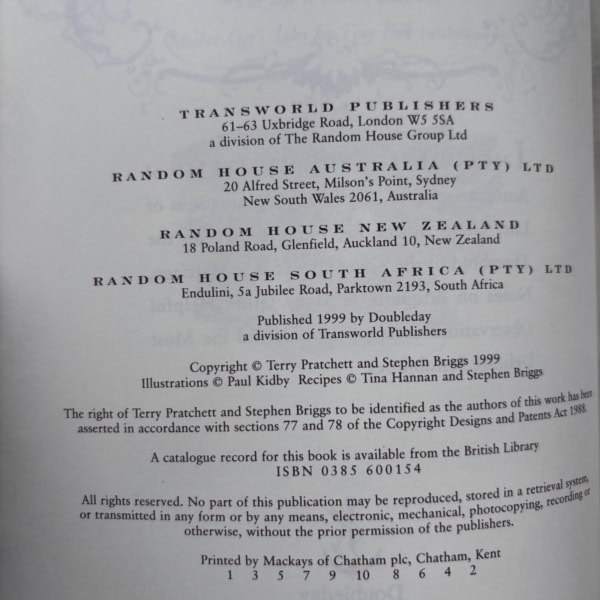 TRANSWORLD PUBLISHERS
61–63 Uxbridge Road, London W5 5SA
a division of The Random House Group Ltd
RANDOM HOUSE AUSTRALIA (PTY) LTD
20 Alfred Street, Milson's Point, Sydney
New South Wales 2061, Australia
RANDOM HOUSE NEW ZEALAND
18 Poland Road, Glenfield, Auckland 10, New Zealand
RANDOM HOUSE SOUTH AFRICA (PTY) LTD
Endulini, 5a Jubilee Road, Parktown 2193, South Africa
Published 1999 by Doubleday
a division of Transworld Publishers
Copyright © Terry Pratchett and Stephen Briggs 1999
Illustrations © Paul Kidby Recipes © Tina Hannan and Stephen Briggs
The right of Terry Pratchett and Stephen Briggs to be identified as the authors of this work has been
asserted in accordance with sections 77 and 78 of the Copyright Designs and Patents Act 1988.
A catalogue record for this book is available from the British Library
ISBN 0385 600154
All rights reserved. No part of this publication may be reproduced, stored in a retrieval system,
or transmitted in any form or by any means, electronic, mechanical, photocopying, recording or
otherwise, without the prior permission of the publishers.
Printed by Mackays of Chatham plc, Chatham, Kent
1 3 5 7 9 10 8 6 4 2